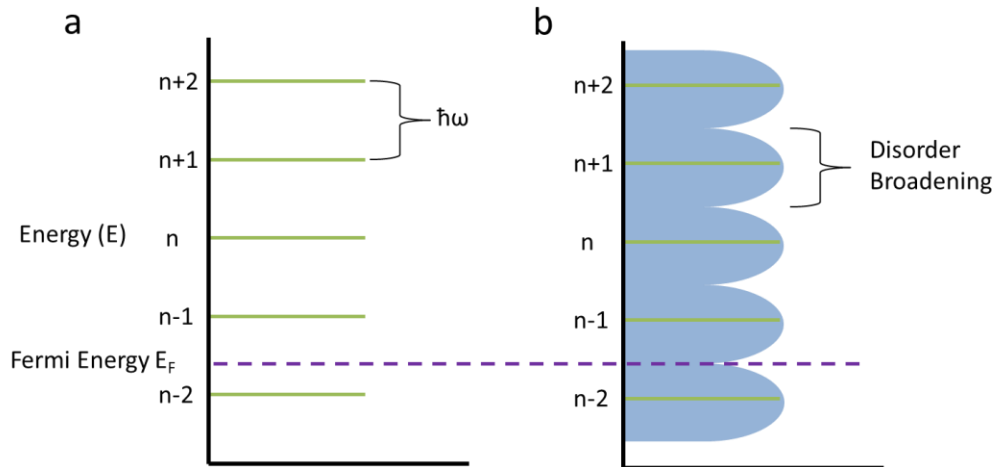 a
n+2
ħω
n+1
Energy (E)
n
n-1
Fermi Energy E_F
n-2
b
n+2
n+1
Disorder
Broadening
n
n-1
n-2